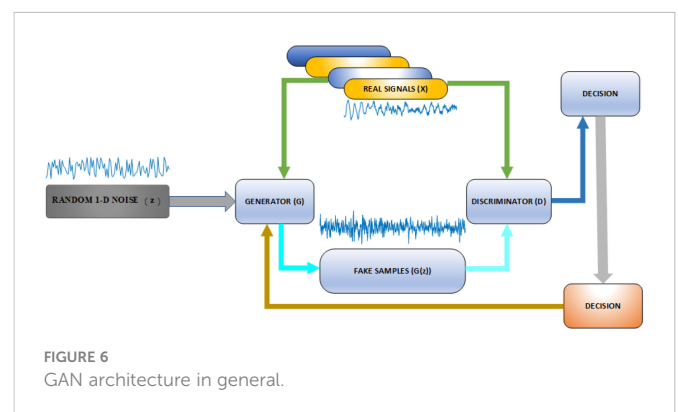 REAL SIGNALS (X)
DECISION
RANDOM 1-D NOISE ( z )
GENERATOR (G)
DISCRIMINATOR (D)
FAKE SAMPLES (G(z))
DECISION
FIGURE 6
GAN architecture in general.